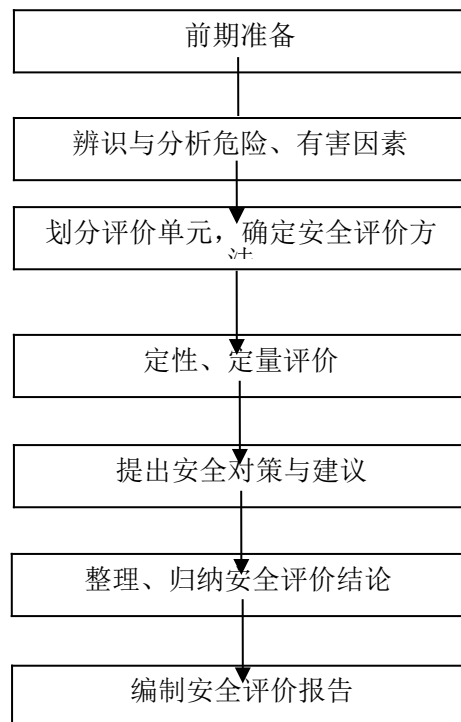 前期准备
辨识与分析危险、有害因素
划分评价单元，确定安全评价方
定性、定量评价
提出安全对策与建议
整理、归纳安全评价结论
编制安全评价报告